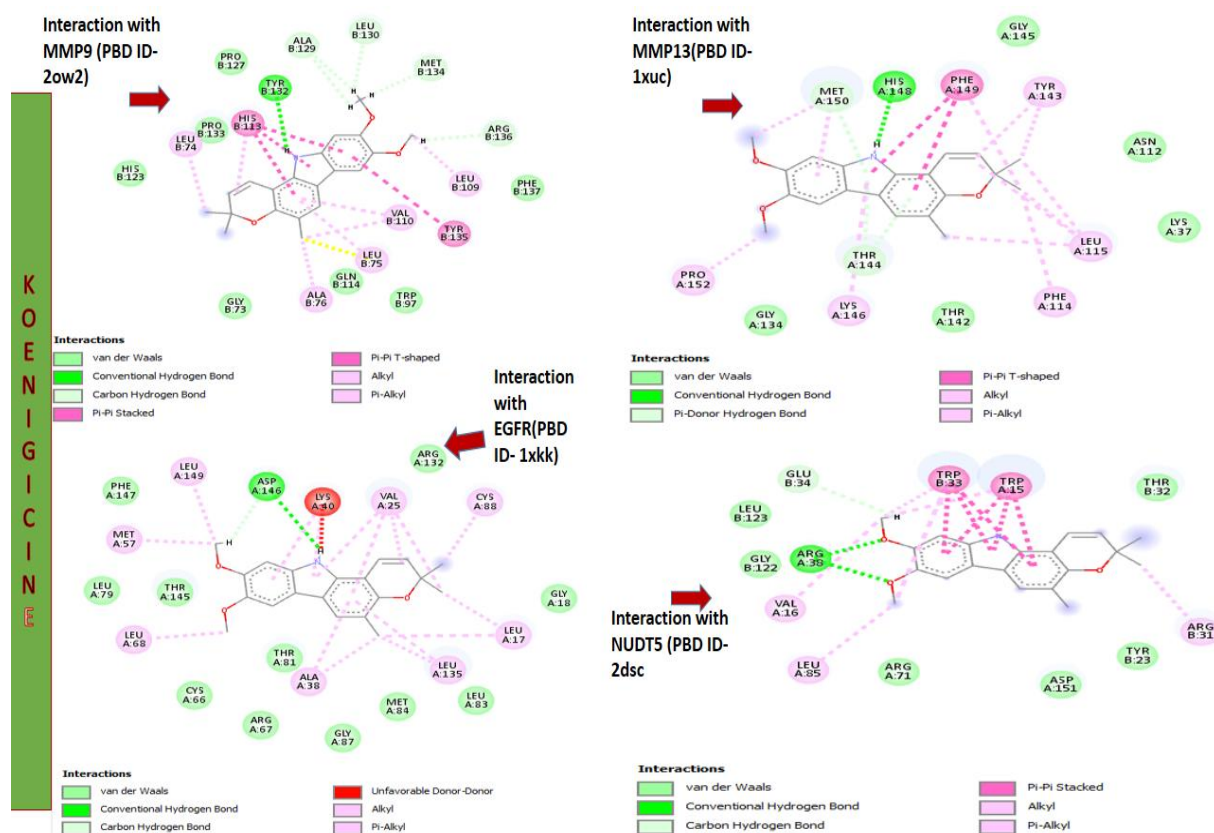 KOENIGICINE
Interaction with
MMP9 (PBD ID-
2ow2)
PRO
B:127
ALA
B:129
LEU
B:130
MET
B:134
TYR
B:132
HIS
B:113
PRO
B:133
LEU
B:74
ARG
B:136
HIS
B:123
LEU
B:109
PHE
B:137
VAL
B:110
TYR
B:135
LEU
B:75
GLN
B:114
ALA
B:76
TRP
B:97
GLY
B:73
H
H
H
H
N
O
O
O
Interactions
van der Waals
Conventional Hydrogen Bond
Carbon Hydrogen Bond
Pi-Pi Stacked
Pi-Pi T-shaped
Alkyl
Pi-Alkyl
Interaction with
MMP13(PBD ID-
1xuc)
GLY
A:145
MET
A:150
HIS
A:148
PHE
A:149
TYR
A:143
ASN
A:112
LYS
A:37
LEU
A:115
THR
A:144
PRO
A:152
LYS
A:146
PHE
A:114
GLY
A:134
THR
A:142
H
N
O
O
O
Interactions
van der Waals
Conventional Hydrogen Bond
Pi-Donor Hydrogen Bond
Pi-Pi T-shaped
Alkyl
Pi-Alkyl
Interaction
with
EGFR(PBD
ID- 1xkk)
ARG
A:132
LEU
A:149
PHE
A:147
ASP
A:146
LYS
A:40
VAL
A:25
CYS
A:88
MET
A:57
LEU
A:79
THR
A:145
GLY
A:18
LEU
A:68
LEU
A:17
THR
A:81
ALA
A:38
LEU
A:135
CYS
A:66
ARG
A:67
MET
A:84
LEU
A:83
GLY
A:87
H
H
N
O
O
O
Interactions
van der Waals
Conventional Hydrogen Bond
Carbon Hydrogen Bond
Unfavorable Donor-Donor
Alkyl
Pi-Alkyl
Interaction with
NUDT5 (PBD ID-
2dsc
GLU
A:34
TRP
A:33
TRP
A:15
THR
A:32
LEU
A:123
GLY
A:122
ARG
A:38
VAL
A:16
ARG
A:31
LEU
A:85
ARG
A:71
TYR
A:23
ASP
A:151
H
N
O
O
O
Interactions
van der Waals
Conventional Hydrogen Bond
Carbon Hydrogen Bond
Pi-Pi Stacked
Alkyl
Pi-Alkyl